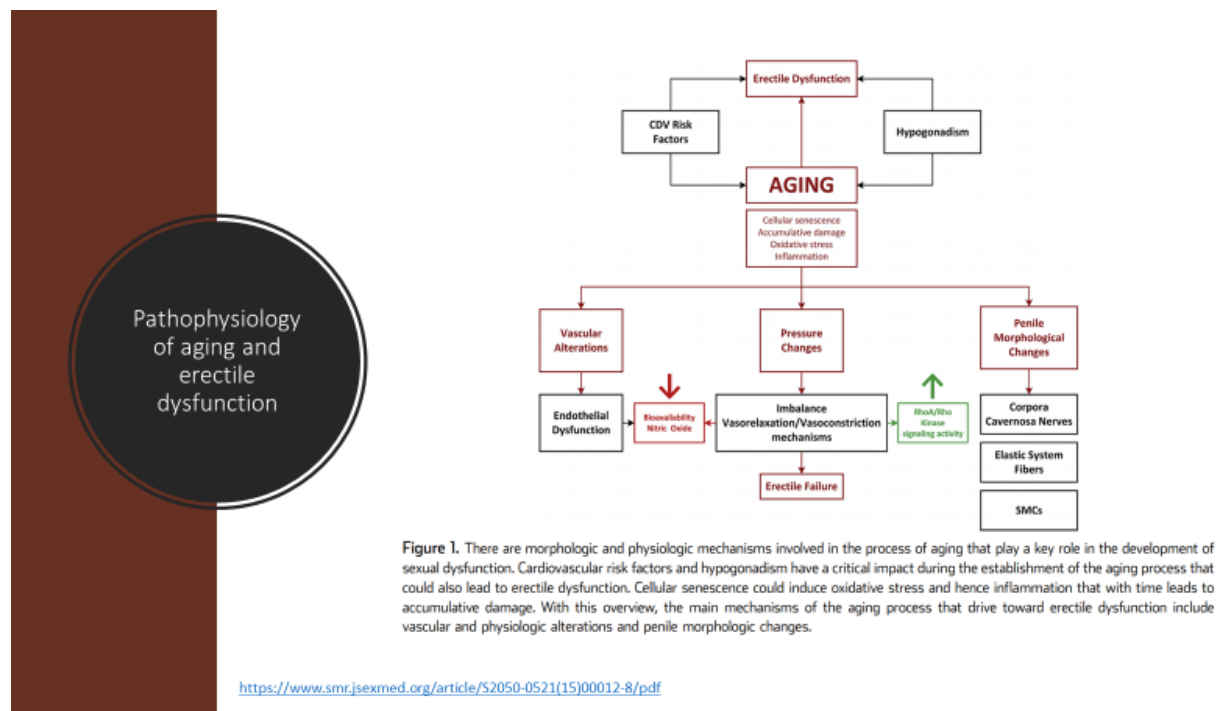 Pathophysiology
of aging and
erectile
dysfunction
Erectile Dysfunction
CDV Risk
Factors
Hypogonadism
AGING
Cellular senescence
Accumulative damage
Oxidative stress
Inflammation
Vascular
Alterations
Pressure
Changes
Penile
Morphological
Changes
Endothelial
Dysfunction
Bioavailability
Nitric Oxide
Imbalance
Vasorelaxation/Vasoconstriction
mechanisms
RhoA/Rho
Kinase
signaling activity
Corpora
Cavernosa Nerves
Elastic System
Fibers
SMCs
Erectile Failure
Figure 1. There are morphologic and physiologic mechanisms involved in the process of aging that play a key role in the development of
sexual dysfunction. Cardiovascular risk factors and hypogonadism have a critical impact during the establishment of the aging process that
could also lead to erectile dysfunction. Cellular senescence could induce oxidative stress and hence inflammation that with time leads to
accumulative damage. With this overview, the main mechanisms of the aging process that drive toward erectile dysfunction include
vascular and physiologic alterations and penile morphologic changes.
https://www.smr.jsexmed.org/article/S2050-0521(15)00012-8/pdf